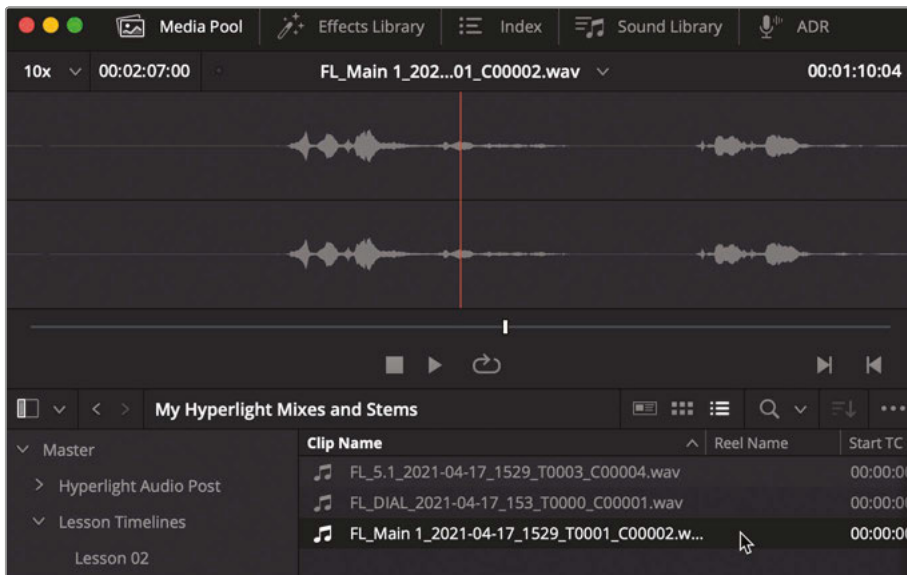 Media Pool Effects Library Index Sound Library ADR
10x 00:02:07:00 FL_Main 1_202...01_C00002.wav 00:01:10:04
My Hyperlight Mixes and Stems
Master
Hyperlight Audio Post
Lesson Timelines
Lesson 02
Clip Name Reel Name Start TC
FL_5.1_2021-04-17_1529_T0003_C00004.wav 00:00:0
FL_DIAL_2021-04-17_153_T0000_C00001.wav 00:00:0
FL_Main 1_2021-04-17_1529_T0001_C00002.w... 00:00:0